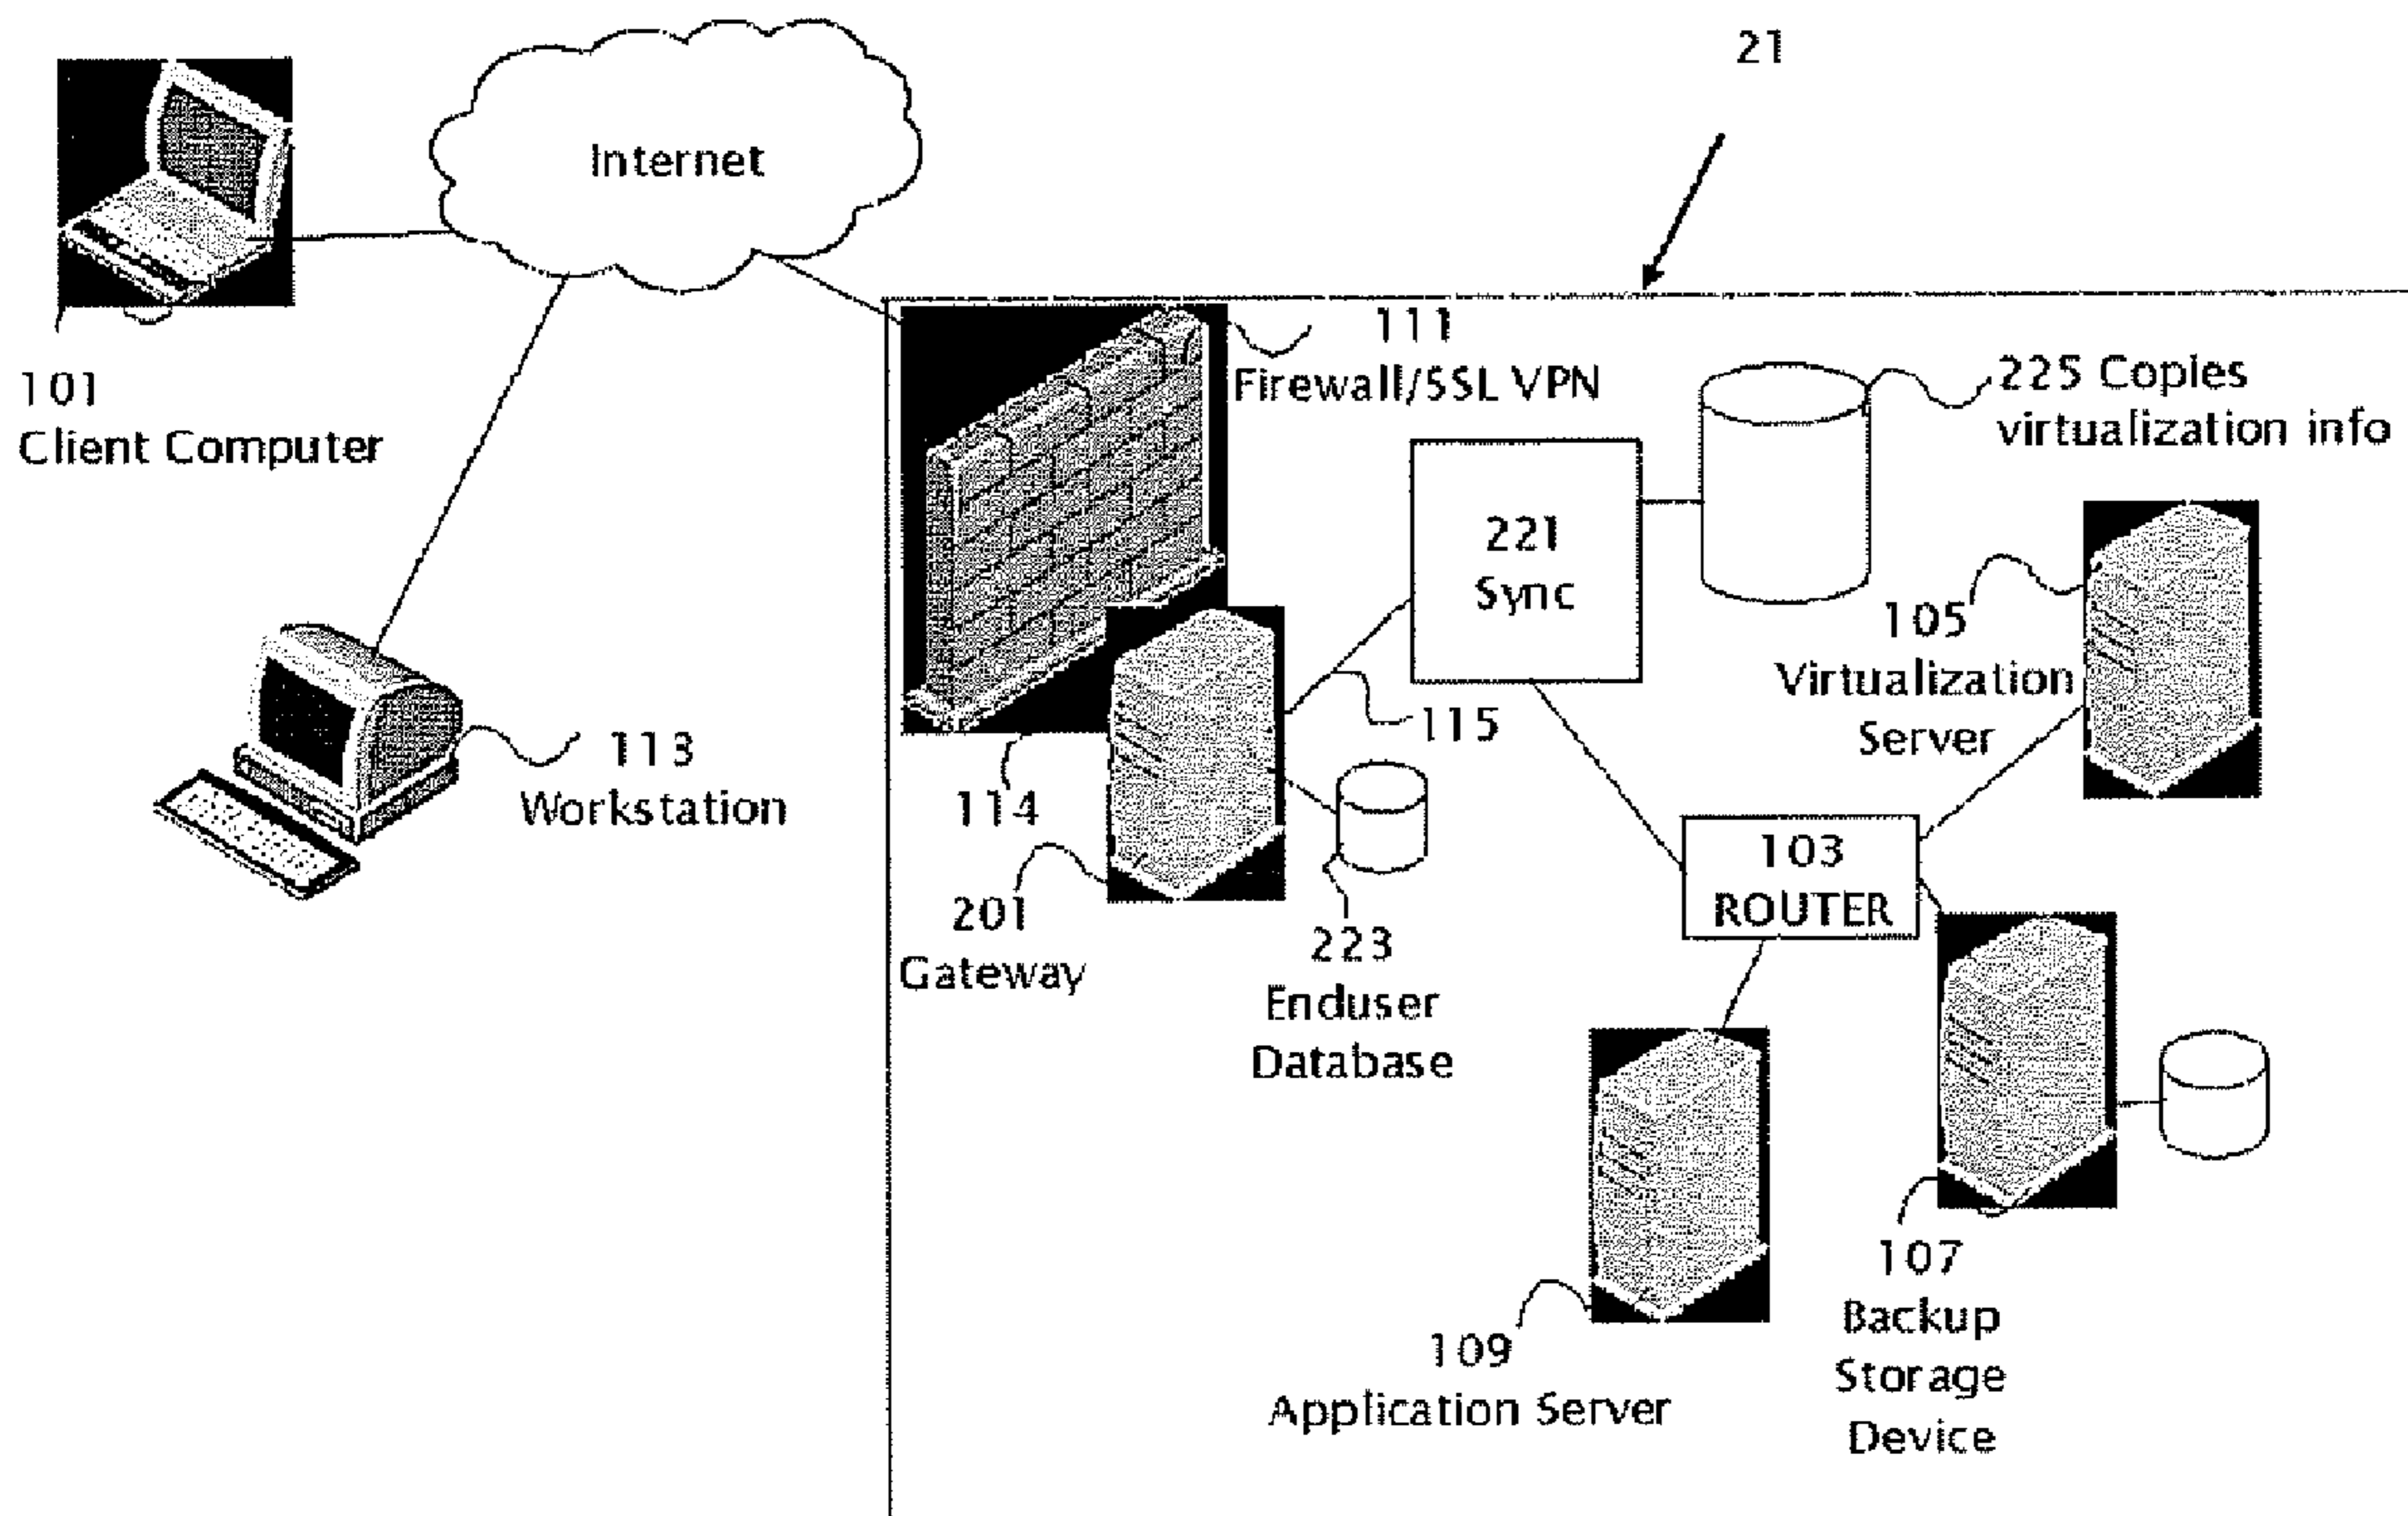 21
Internet
101
Client Computer
111
Firewall/SSL VPN
225 Copies
virtualization info
221
Sync
105
Virtualization
Server
113
Workstation
114
115
201
Gateway
223
Enduser
Database
103
ROUTER
109
Application Server
107
Backup
Storage
Device